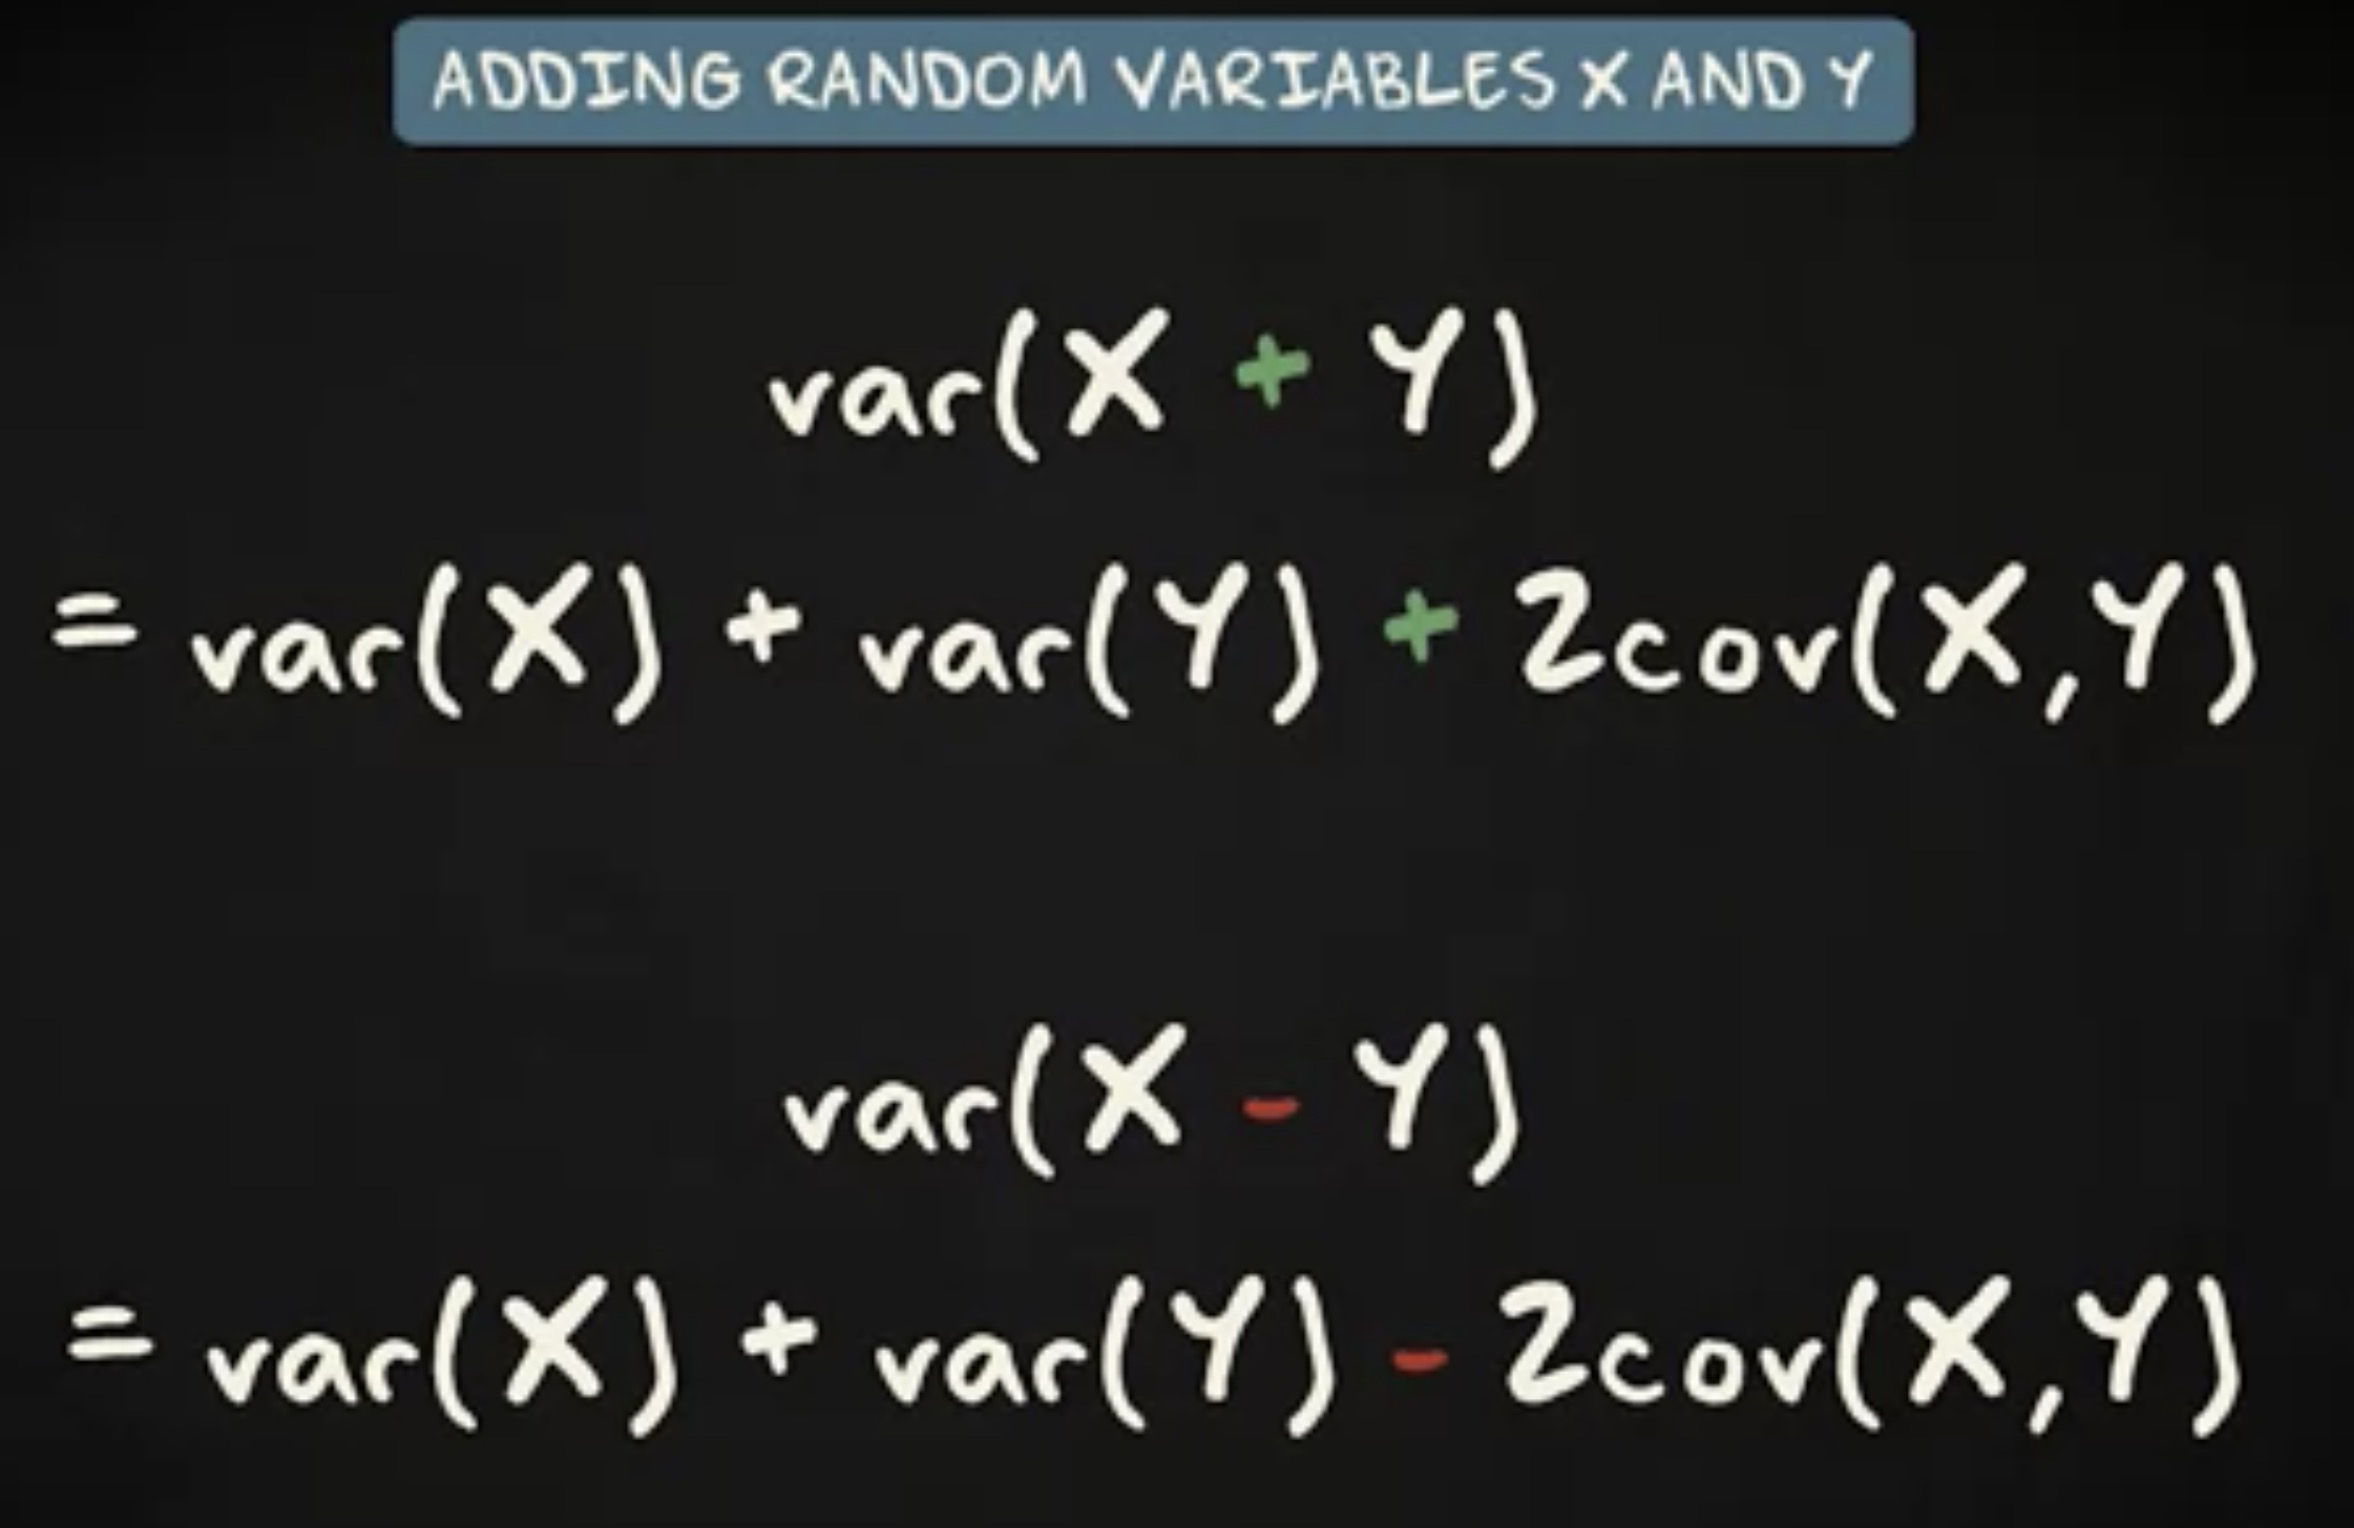 ADDING RANDOM VARIABLES X AND Y
var(X + Y)
= var(X) + var(Y) + 2cov(X,Y)
var(X - Y)
= var(X) + var(Y) - 2cov(X,Y)